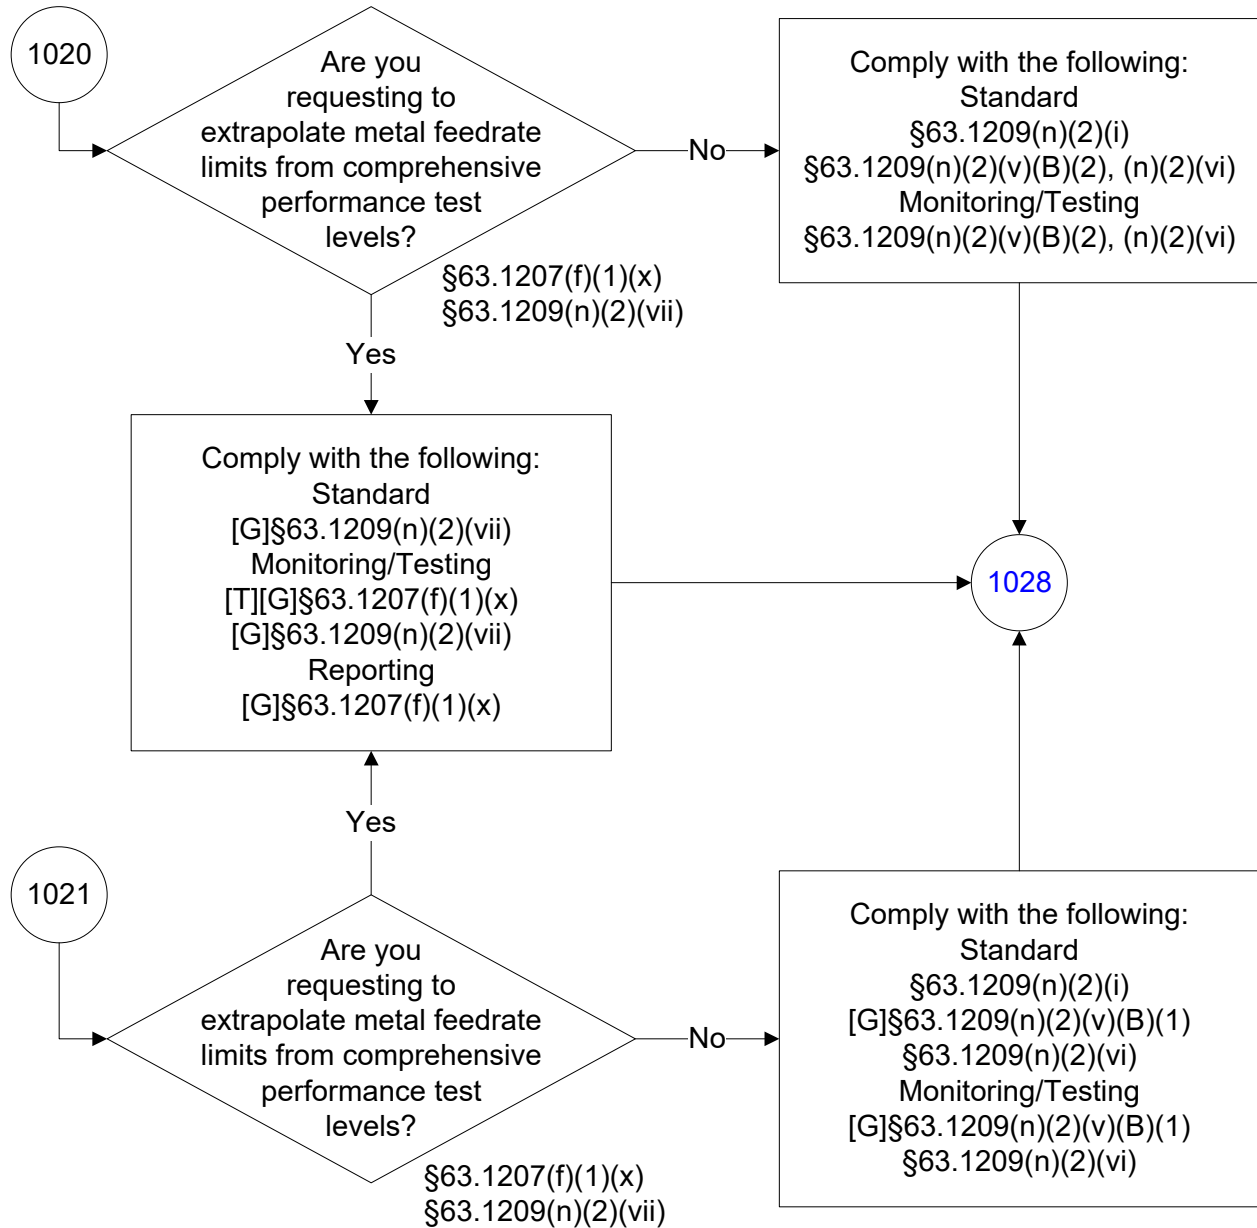 1020
Are you
requesting to
extrapolate metal feedrate
limits from comprehensive
performance test
levels?
§63.1207(f)(1)(x)
§63.1209(n)(2)(vii)
No
Comply with the following:
Standard
§63.1209(n)(2)(i)
§63.1209(n)(2)(v)(B)(2), (n)(2)(vi)
Monitoring/Testing
§63.1209(n)(2)(v)(B)(2), (n)(2)(vi)
Yes
Comply with the following:
Standard
[G]§63.1209(n)(2)(vii)
Monitoring/Testing
[T][G]§63.1207(f)(1)(x)
[G]§63.1209(n)(2)(vii)
Reporting
[G]§63.1207(f)(1)(x)
1028
Yes
1021
Are you
requesting to
extrapolate metal feedrate
limits from comprehensive
performance test
levels?
§63.1207(f)(1)(x)
§63.1209(n)(2)(vii)
No
Comply with the following:
Standard
§63.1209(n)(2)(i)
[G]§63.1209(n)(2)(v)(B)(1)
§63.1209(n)(2)(vi)
Monitoring/Testing
[G]§63.1209(n)(2)(v)(B)(1)
§63.1209(n)(2)(vi)